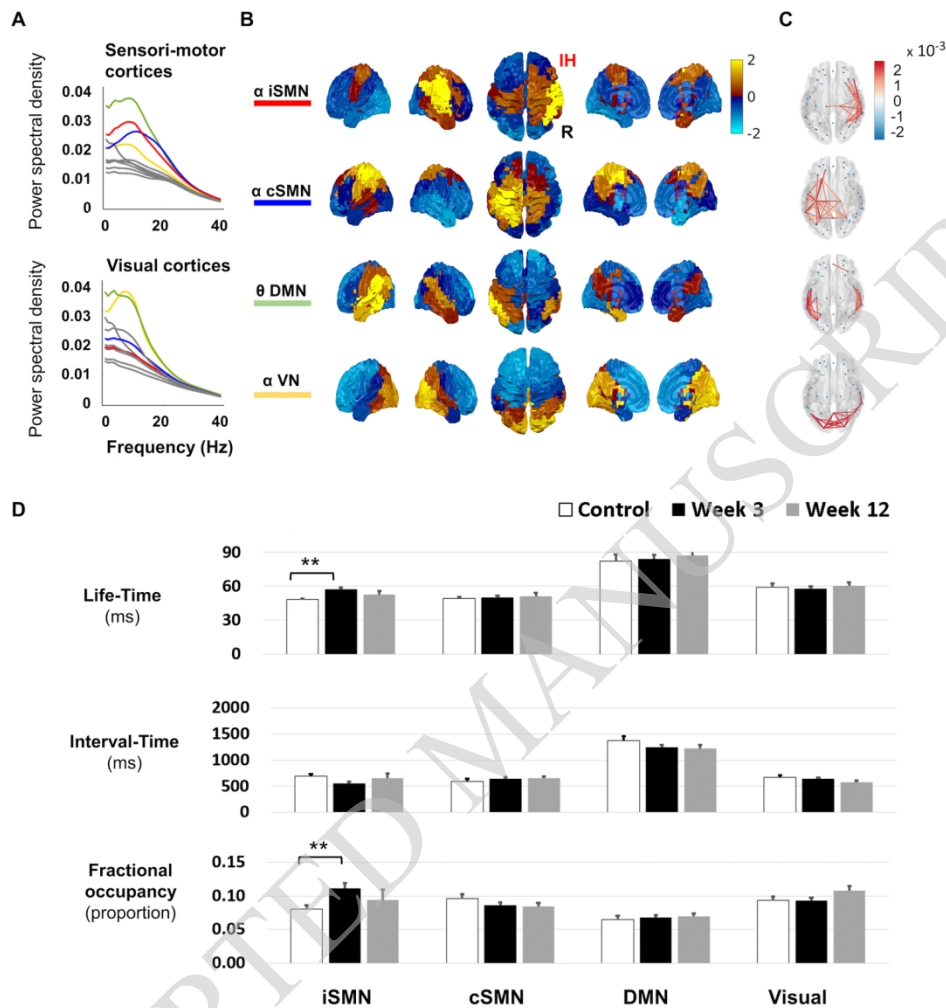 A
B
C
Sensori-motor
cortices
Power spectral density
0.04
0.03
0.02
0.01
0
0 20 40
Visual cortices
Power spectral density
0.04
0.03
0.02
0.01
0
0 20 40
Frequency (Hz)
α iSMN
α cSMN
θ DMN
α VN
IH
R
2
0
-2
x 10-3
2
1
0
-1
-2
D
Control Week 3 Week 12
Life-Time
(ms)
90
60
30
0
**
Interval-Time
(ms)
2000
1500
1000
500
0
Fractional
occupancy
(proportion)
0.15
0.10
0.05
0.00
**
iSMN cSMN DMN Visual
PTED MANUSCRIP